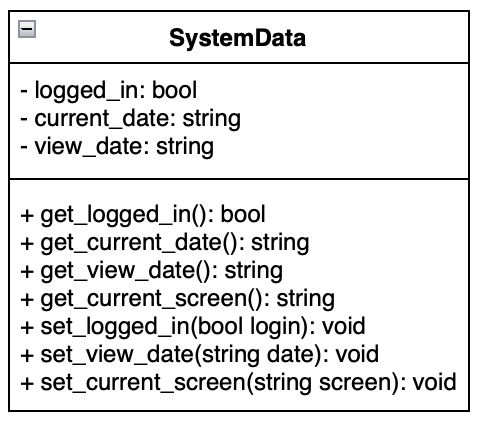 SystemData
- logged_in: bool
- current_date: string
- view_date: string
+ get_logged_in(): bool
+ get_current_date(): string
+ get_view_date(): string
+ get_current_screen(): string
+ set_logged_in(bool login): void
+ set_view_date(string date): void
+ set_current_screen(string screen): void